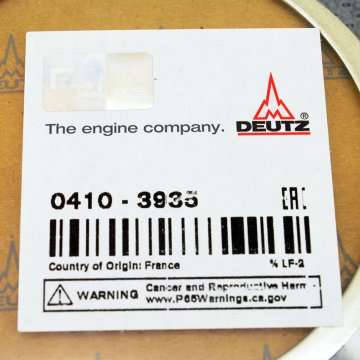 The engine company.
DEUTZ®
0410 - 3935
EAC
Country of Origin: France
% LF-2
WARNING
Cancer and Reproductive Harm -
www.P65Warnings.ca.gov